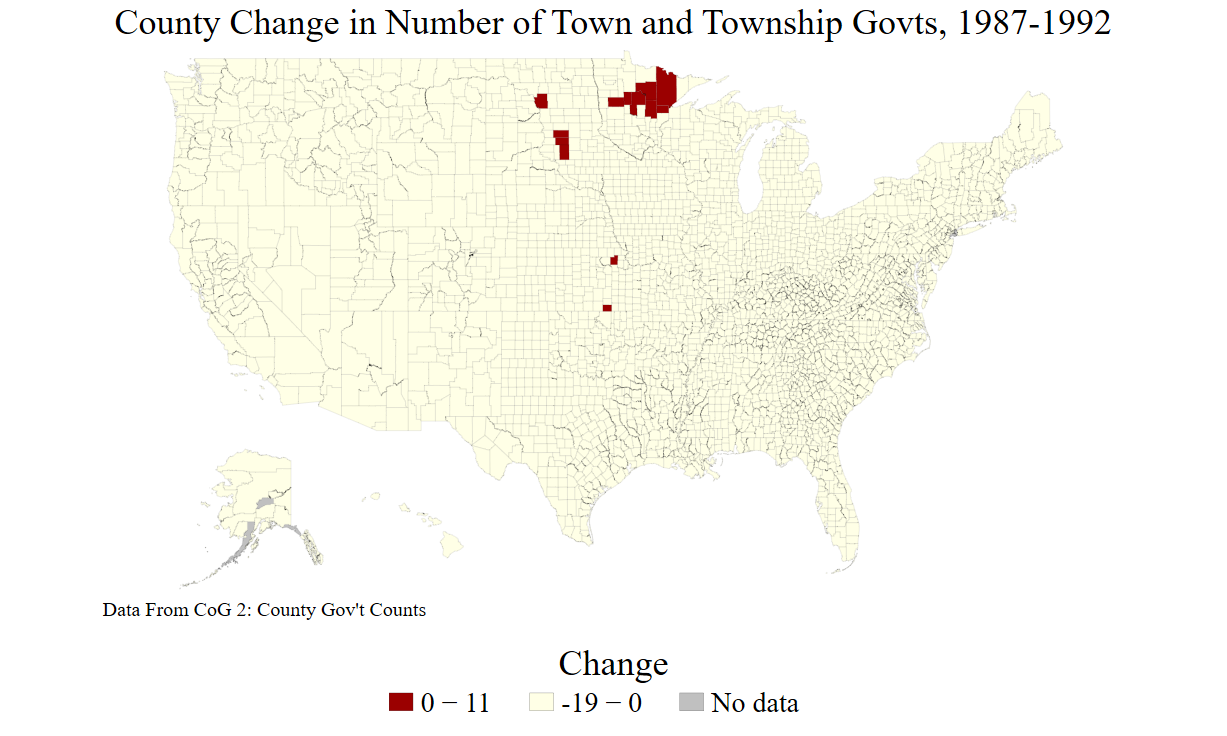 County Change in Number of Town and Township Govts, 1987-1992
Data From CoG 2: County Gov't Counts
Change
0 − 11 -19 − 0 No data